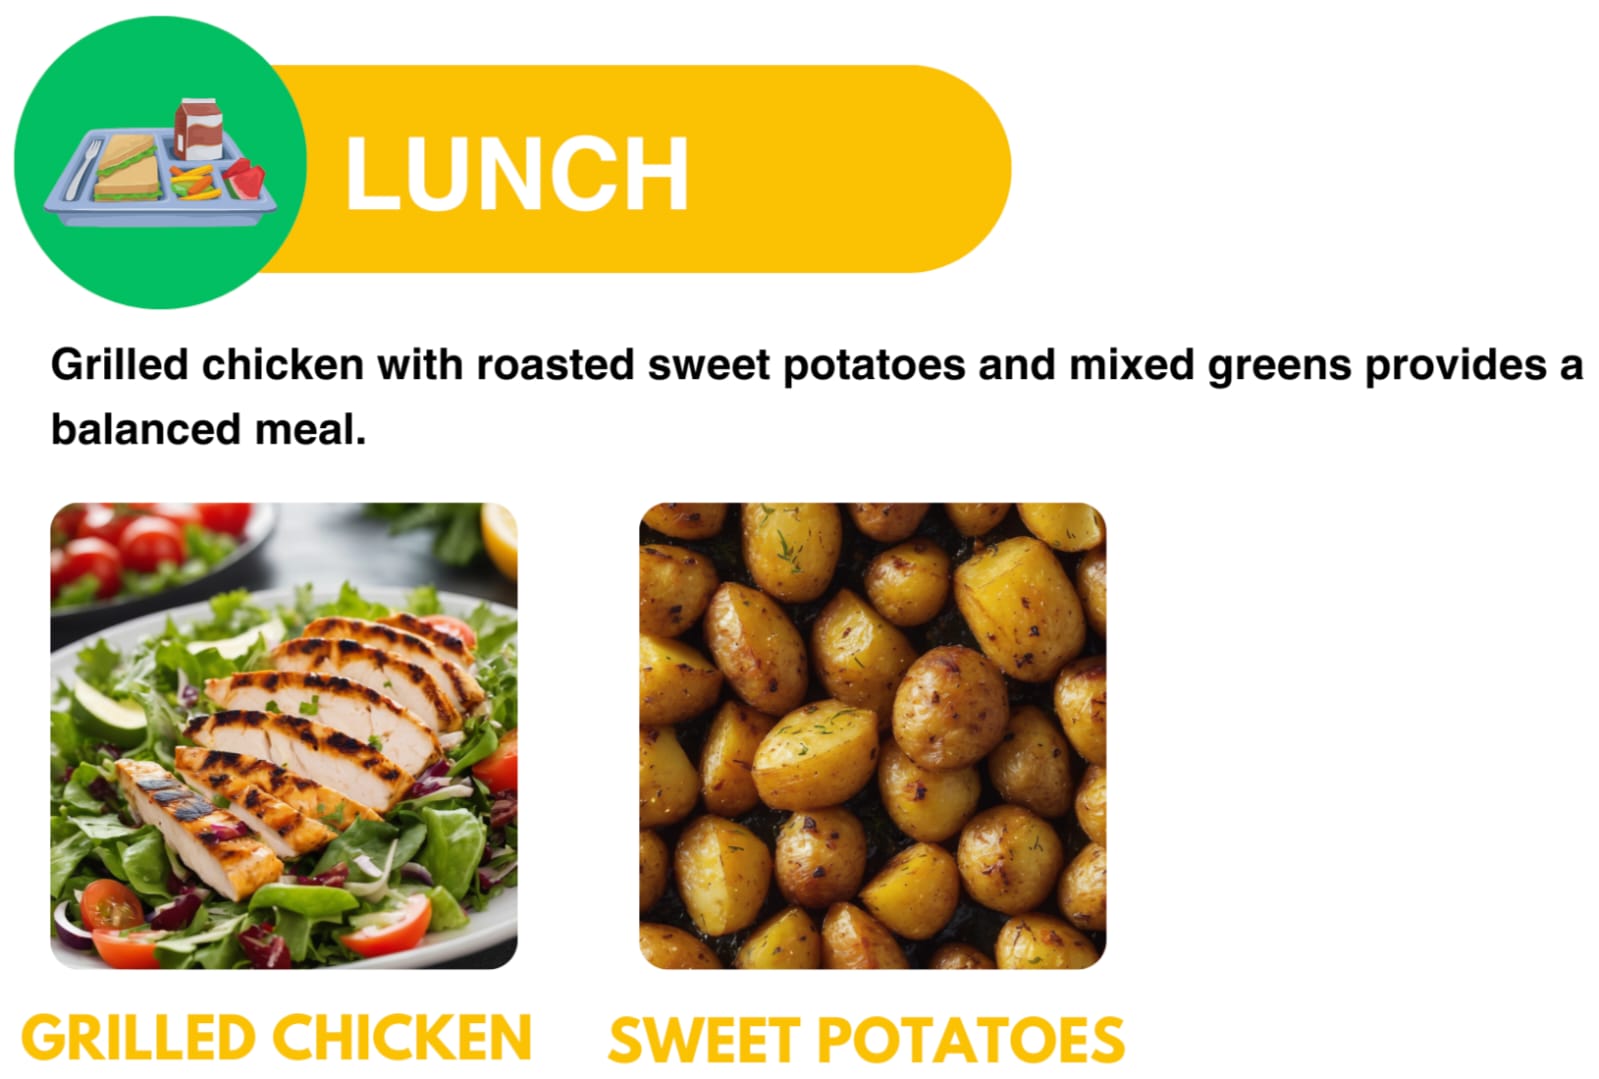 LUNCH
Grilled chicken with roasted sweet potatoes and mixed greens provides a
balanced meal.
GRILLED CHICKEN
SWEET POTATOES